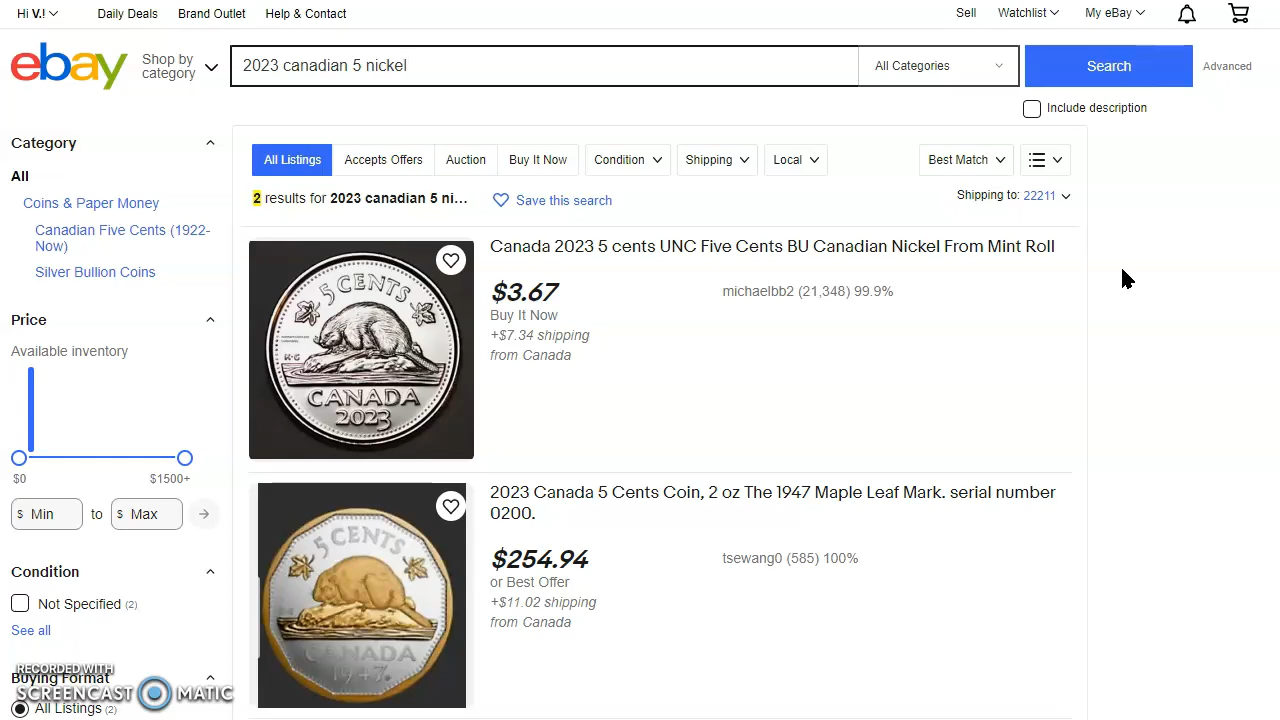 Hi V.!
Daily Deals
Brand Outlet
Help & Contact
Sell
Watchlist
My eBay
ebay
Shop by
category
2023 canadian 5 nickel
All Categories
Search
Advanced
Include description
Category
All
Coins & Paper Money
Canadian Five Cents (1922-
Now)
Silver Bullion Coins
Price
Available inventory
$0
$1500+
$ Min
to
$ Max
Condition
Not Specified (2)
See all
Buying Format
All Listings (2)
RECORDED WITH
SCREENCAST MATIC
All Listings
Accepts Offers
Auction
Buy It Now
Condition
Shipping
Local
Best Match
2 results for 2023 canadian 5 ni...
Save this search
Shipping to: 22211
5 CENTS
K·G
CANADA
2023
Canada 2023 5 cents UNC Five Cents BU Canadian Nickel From Mint Roll
$3.67
Buy It Now
+$7.34 shipping
from Canada
michaelbb2 (21,348) 99.9%
5 CENTS
CANADA
1947
2023 Canada 5 Cents Coin, 2 oz The 1947 Maple Leaf Mark. serial number
0200.
$254.94
or Best Offer
+$11.02 shipping
from Canada
tsewang0 (585) 100%